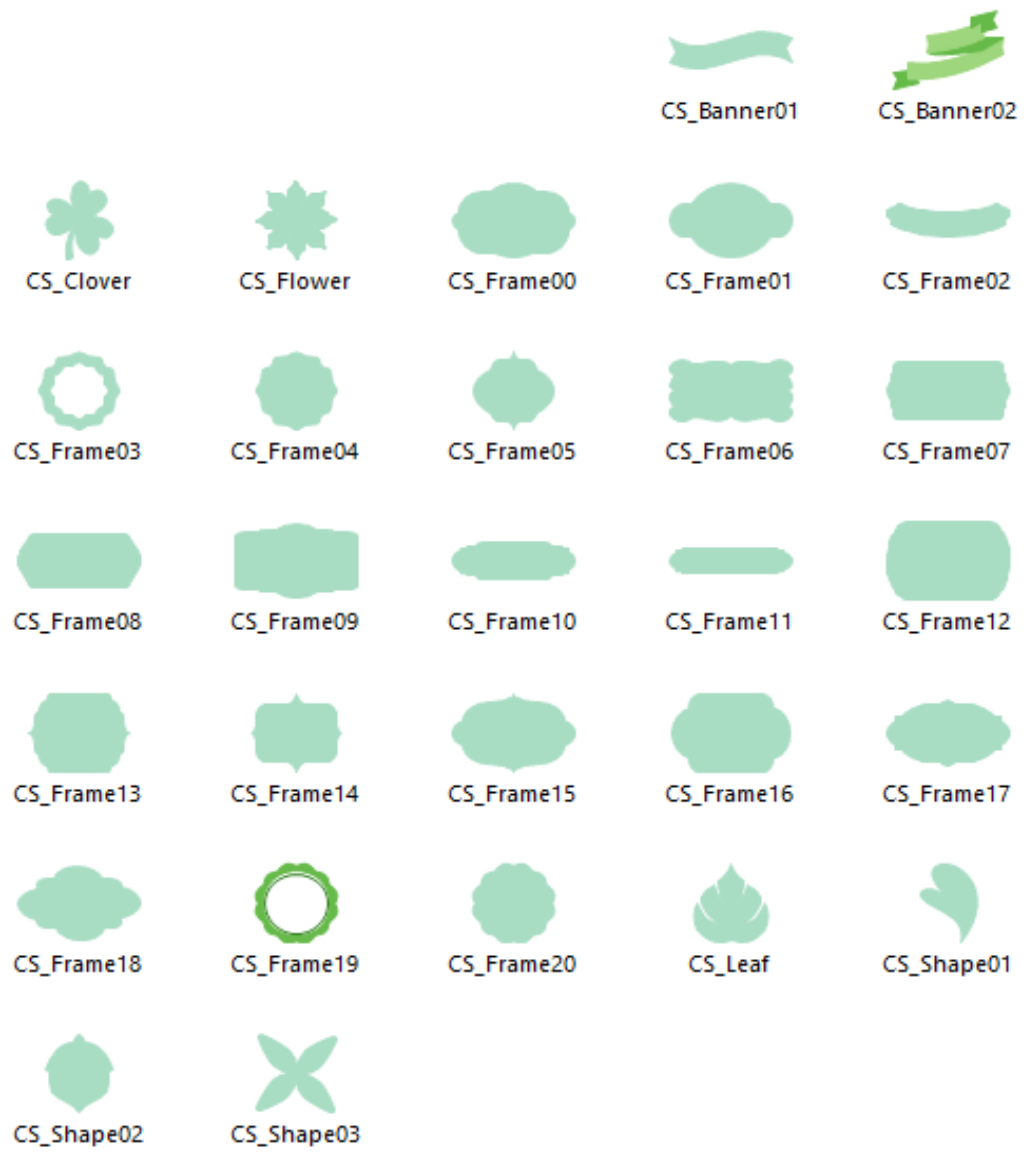 CS_Banner01
CS_Banner02
CS_Clover
CS_Flower
CS_Frame00
CS_Frame01
CS_Frame02
CS_Frame03
CS_Frame04
CS_Frame05
CS_Frame06
CS_Frame07
CS_Frame08
CS_Frame09
CS_Frame10
CS_Frame11
CS_Frame12
CS_Frame13
CS_Frame14
CS_Frame15
CS_Frame16
CS_Frame17
CS_Frame18
CS_Frame19
CS_Frame20
CS_Leaf
CS_Shape01
CS_Shape02
CS_Shape03